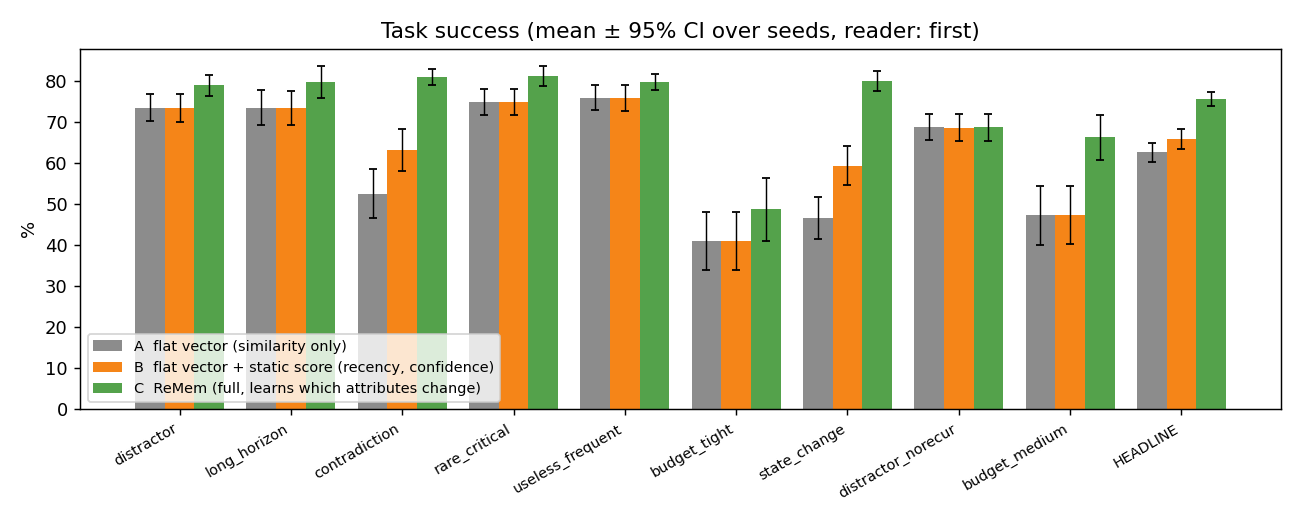 Task success (mean ± 95% CI over seeds, reader: first)
%
80
70
60
50
40
30
20
10
0
A  flat vector (similarity only)
B  flat vector + static score (recency, confidence)
C  ReMem (full, learns which attributes change)
distractor
long_horizon
contradiction
rare_critical
useless_frequent
budget_tight
state_change
distractor_norecur
budget_medium
HEADLINE